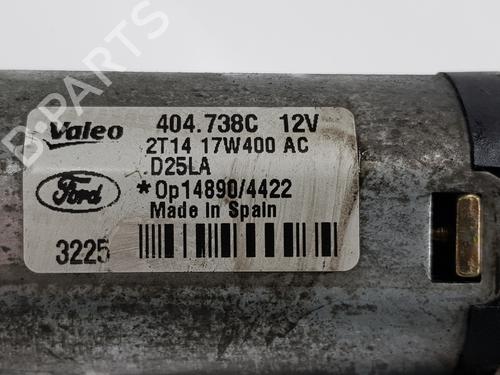 Valeo 404.738C 12V
2T14 17W400 AC
D25LA
Ford *Op14890/4422
Made In Spain
3225
D-PARTS